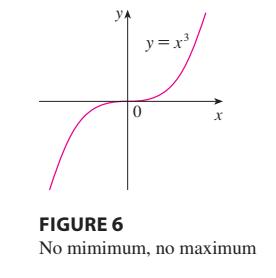 y
y = x³
0
x
FIGURE 6
No mimimum, no maximum